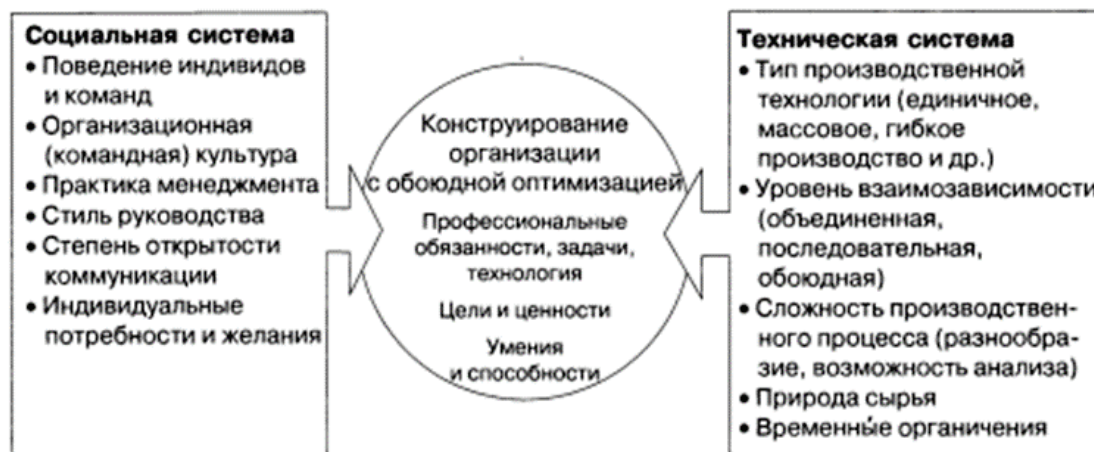 Социальная система
• Поведение индивидов
и команд
• Организационная
(командная) культура
• Практика менеджмента
• Стиль руководства
• Степень открытости
коммуникации
• Индивидуальные
потребности и желания
Конструирование
организации
с обоюдной оптимизацией
Профессиональные
обязанности, задачи,
технология
Цели и ценности
Умения
и способности
Техническая система
• Тип производственной
технологии (единичное,
массовое, гибкое
производство и др.)
• Уровень взаимозависимости
(объединенная,
последовательная,
обоюдная)
• Сложность производствен-
ного процесса (разнообра-
зие, возможность анализа)
• Природа сырья
• Временные органичения